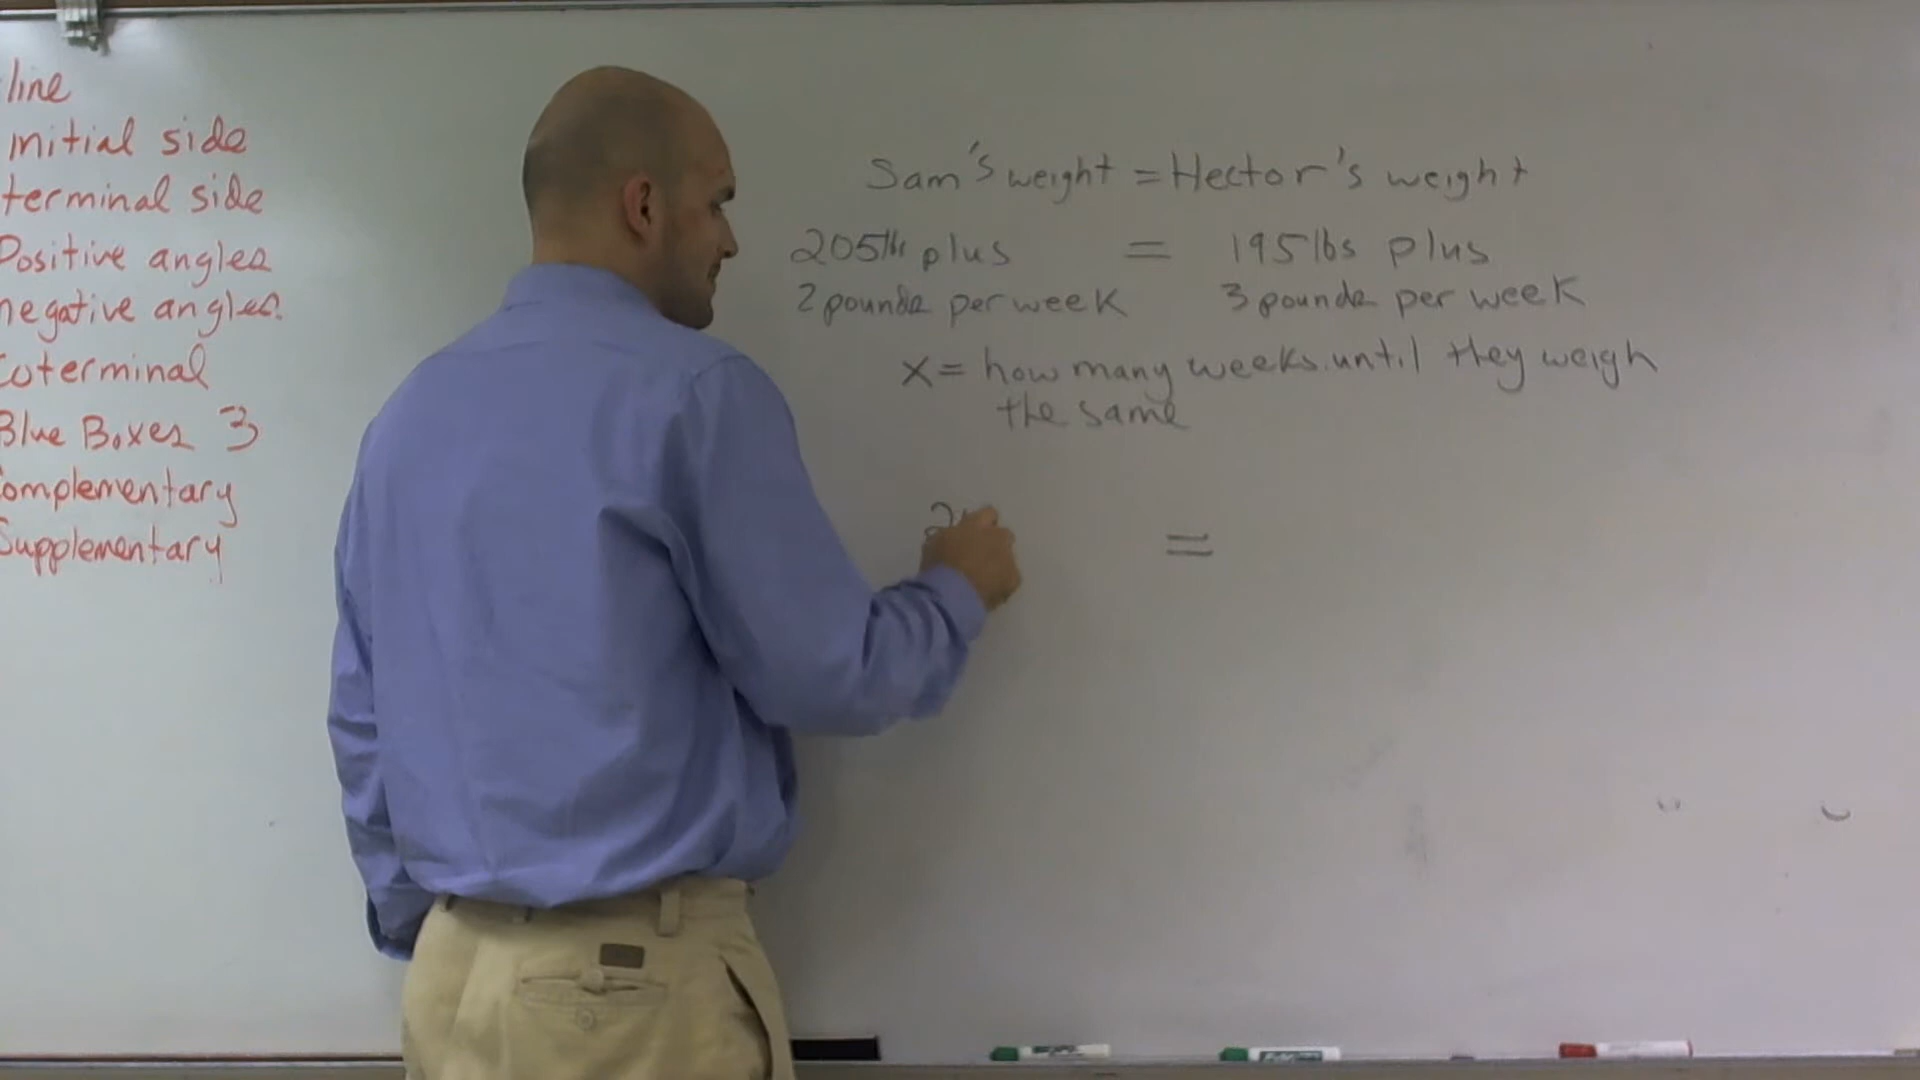 line
initial side
terminal side
Positive angles
negative angles
Coterminal
Blue Boxes 3
Complementary
Supplementary
Sam's weight = Hector's weight
205lb plus = 195lbs plus
2 pounds per week 3 pounds per week
x = how many weeks until they weigh
the same
=